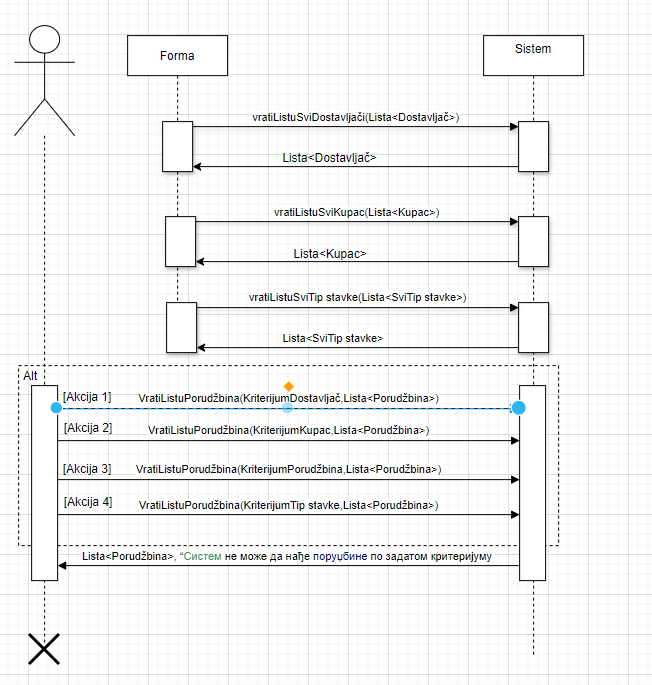 Forma
Sistem
vratiListuSviDostavljači(Lista<Dostavljač>)
Lista<Dostavljač>
vratiListuSviKupac(Lista<Kupac>)
Lista<Kupac>
vratiListuSviTip stavke(Lista<SviTip stavke>)
Lista<SviTip stavke>
Alt
[Akcija 1] VratiListuPorudžbina(KriterijumDostavljač,Lista<Porudžbina>)
[Akcija 2] VratiListuPorudžbina(KriterijumKupac,Lista<Porudžbina>)
[Akcija 3] VratiListuPorudžbina(KriterijumPorudžbina,Lista<Porudžbina>)
[Akcija 4] VratiListuPorudžbina(KriterijumTip stavke,Lista<Porudžbina>)
Lista<Porudžbina>, “Систем не може да нађе поруџбине по задатом критеријуму